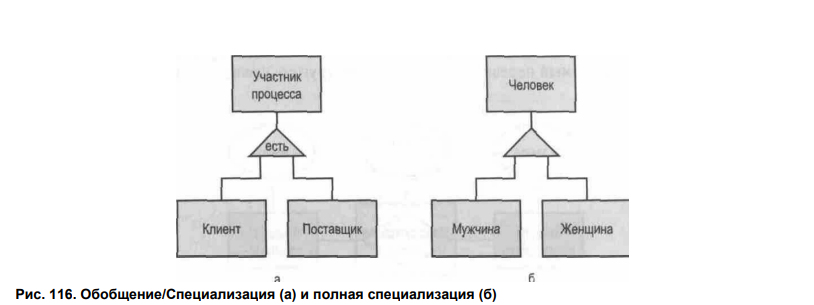 Участник
процесса
есть
Клиент
Поставщик
а
Человек
Мужчина
Женщина
б
Рис. 116. Обобщение/Специализация (а) и полная специализация (б)